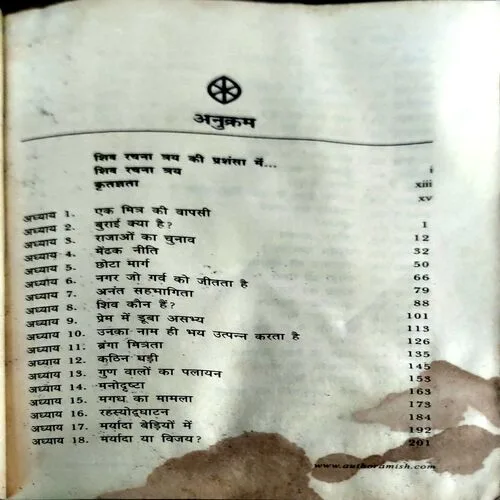 अनुक्रम
शिव रचना त्रय की प्रशंसा में... i
शिव रचना त्रय xiii
कृतज्ञता xv
अध्याय 1. एक मित्र की वापसी 1
अध्याय 2. बुराई क्या है? 12
अध्याय 3. राजाओं का चुनाव 32
अध्याय 4. मेंढक नीति 50
अध्याय 5. छोटा मार्ग 66
अध्याय 6. नगर जो गर्व को जीतता है 79
अध्याय 7. अनंत सहभागिता 88
अध्याय 8. शिव कौन हैं? 101
अध्याय 9. प्रेम में डूबा असभ्य 113
अध्याय 10. उनका नाम ही भय उत्पन्न करता है 126
अध्याय 11. ब्रंगा मित्रता 135
अध्याय 12. कठिन घड़ी 145
अध्याय 13. गुण वालों का पलायन 153
अध्याय 14. मनोदृष्टा 163
अध्याय 15. मगध का मामला 173
अध्याय 16. रहस्योद्‌घाटन 184
अध्याय 17. मर्यादा बेड़ियों में 192
अध्याय 18. मर्यादा या विजय? 201
www.authoramish.com